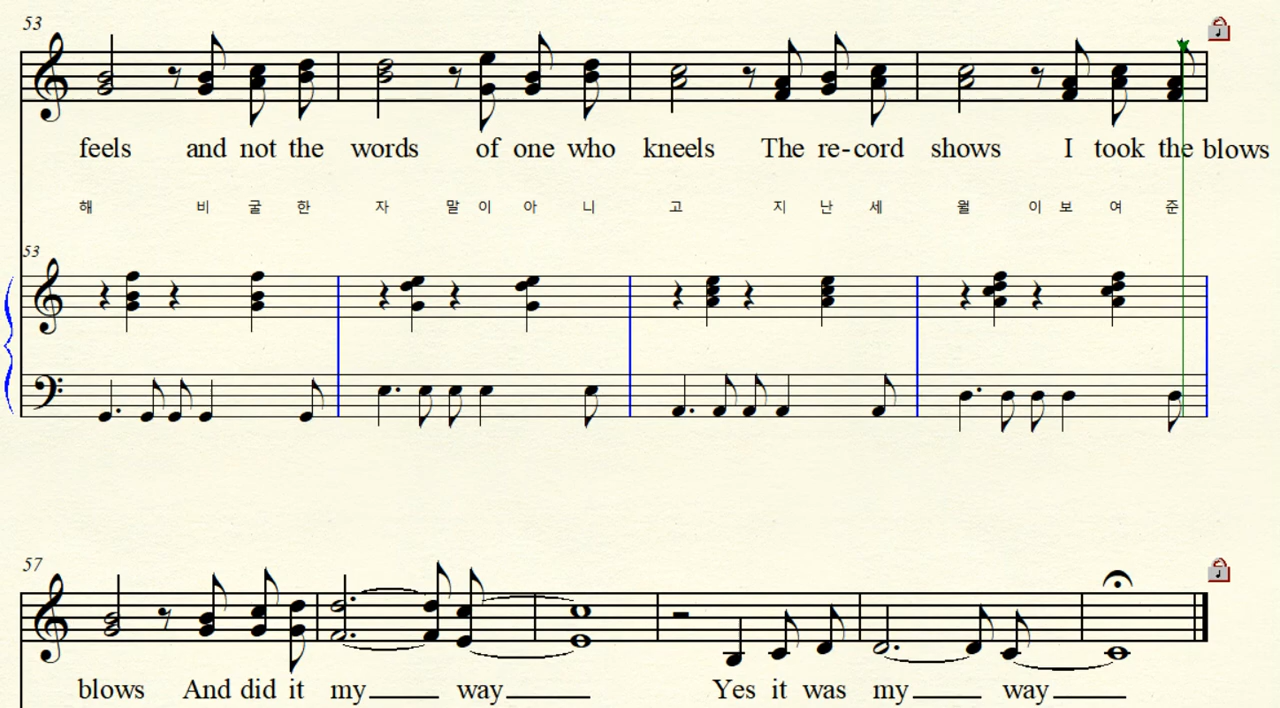 53
feels and not the words of one who kneels The re-cord shows I took the blows
해 비 굴 한 자 말 이 아 니 고 지 난 세 월 이 보 여 준
53
57
blows And did it my way Yes it was my way